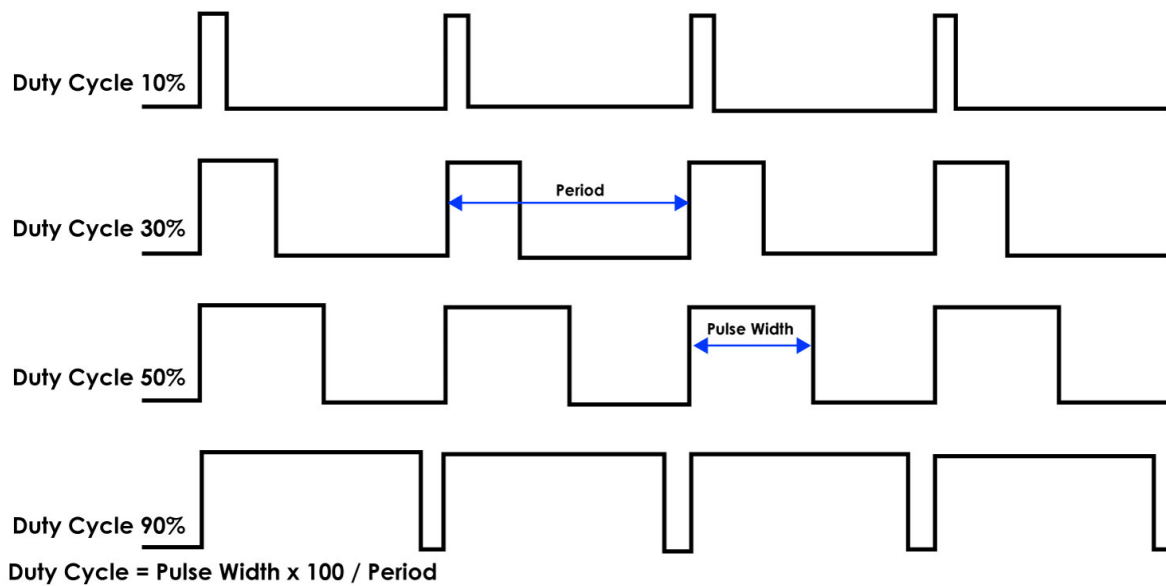 Duty Cycle 10%
Period
Duty Cycle 30%
Pulse Width
Duty Cycle 50%
Duty Cycle 90%
Duty Cycle = Pulse Width x 100 / Period